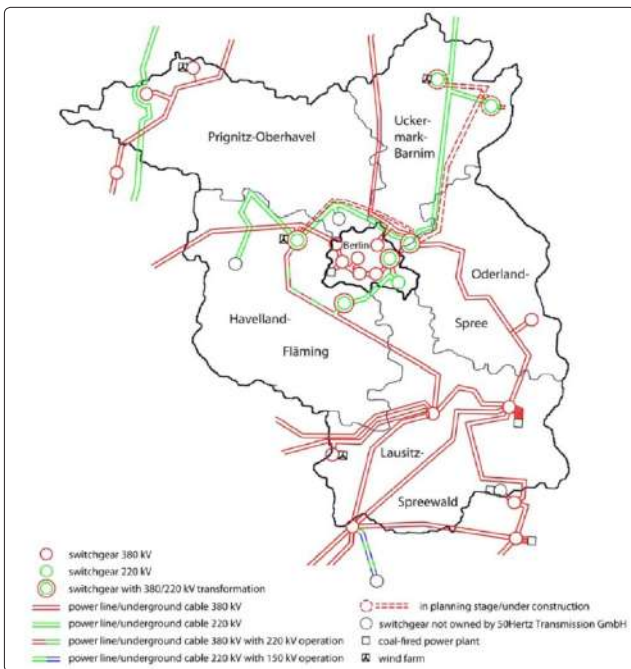 Prignitz-Oberhavel
Ucker-
mark-
Barnim
Berlin
Oderland-
Spree
Havelland-
Fläming
Lausitz-
Spreewald
switchgear 380 kV
switchgear 220 kV
switchgear with 380/220 kV transformation
power line/underground cable 380 kV
power line/underground cable 220 kV
power line/underground cable 380 kV with 220 kV operation
power line/underground cable 220 kV with 150 kV operation
in planning stage/under construction
switchgear not owned by 50Hertz Transmission GmbH
coal-fired power plant
wind farm